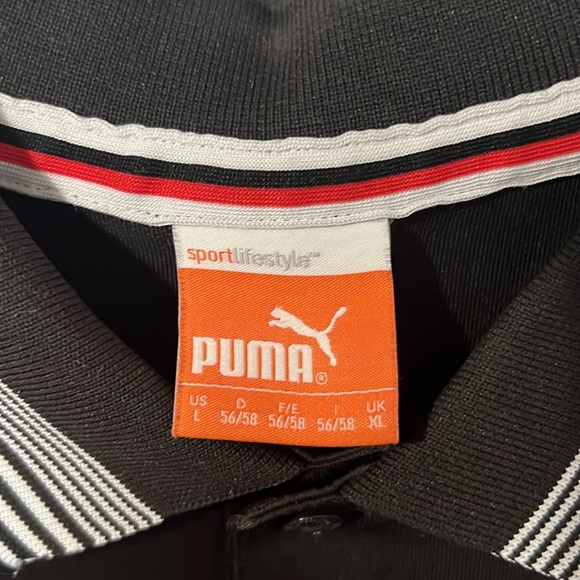 sportlifestyle™
PUMA®
US D F/E I UK
L 56/58 56/58 56/58 XL